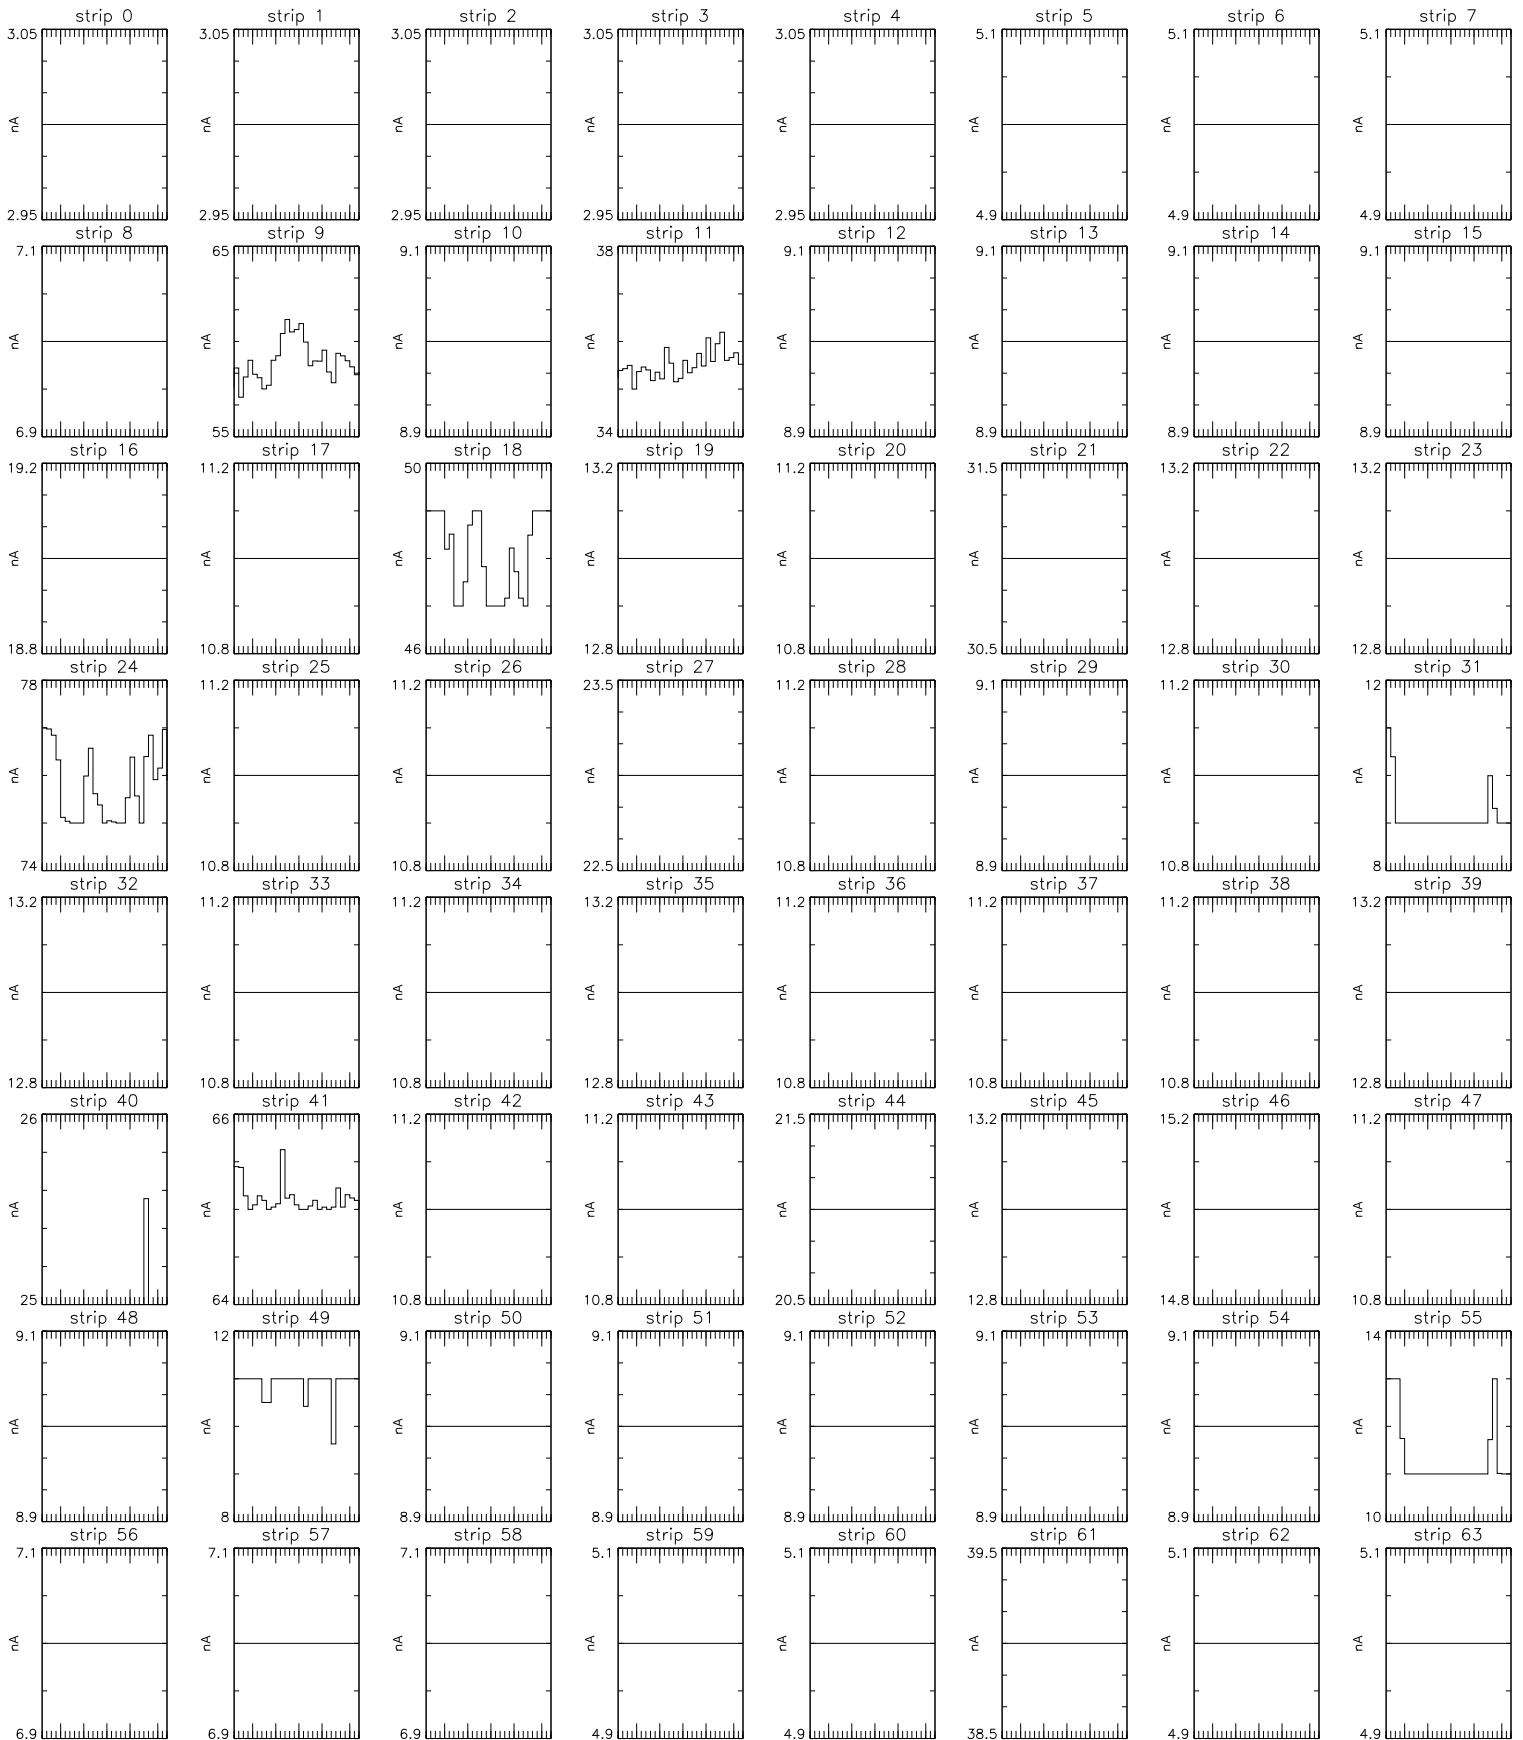 strip 0 strip 1 strip 2 strip 3 strip 4 strip 5 strip 6 strip 7
3.05 3.05 3.05 3.05 3.05 5.1 5.1 5.1
nA nA nA nA nA nA nA nA
2.95 2.95 2.95 2.95 2.95 4.9 4.9 4.9
strip 8 strip 9 strip 10 strip 11 strip 12 strip 13 strip 14 strip 15
7.1 65 9.1 38 9.1 9.1 9.1 9.1
nA nA nA nA nA nA nA nA
6.9 55 8.9 34 8.9 8.9 8.9 8.9
strip 16 strip 17 strip 18 strip 19 strip 20 strip 21 strip 22 strip 23
19.2 11.2 50 13.2 11.2 31.5 13.2 13.2
nA nA nA nA nA nA nA nA
18.8 10.8 46 12.8 10.8 30.5 12.8 12.8
strip 24 strip 25 strip 26 strip 27 strip 28 strip 29 strip 30 strip 31
78 11.2 11.2 23.5 11.2 9.1 11.2 12
nA nA nA nA nA nA nA nA
74 10.8 10.8 22.5 10.8 8.9 10.8 8
strip 32 strip 33 strip 34 strip 35 strip 36 strip 37 strip 38 strip 39
13.2 11.2 11.2 13.2 11.2 11.2 11.2 13.2
nA nA nA nA nA nA nA nA
12.8 10.8 10.8 12.8 10.8 10.8 10.8 12.8
strip 40 strip 41 strip 42 strip 43 strip 44 strip 45 strip 46 strip 47
26 66 11.2 11.2 21.5 13.2 15.2 11.2
nA nA nA nA nA nA nA nA
25 64 10.8 10.8 20.5 12.8 14.8 10.8
strip 48 strip 49 strip 50 strip 51 strip 52 strip 53 strip 54 strip 55
9.1 12 9.1 9.1 9.1 9.1 9.1 14
nA nA nA nA nA nA nA nA
8.9 8 8.9 8.9 8.9 8.9 8.9 10
strip 56 strip 57 strip 58 strip 59 strip 60 strip 61 strip 62 strip 63
7.1 7.1 7.1 5.1 5.1 39.5 5.1 5.1
nA nA nA nA nA nA nA nA
6.9 6.9 6.9 4.9 4.9 38.5 4.9 4.9